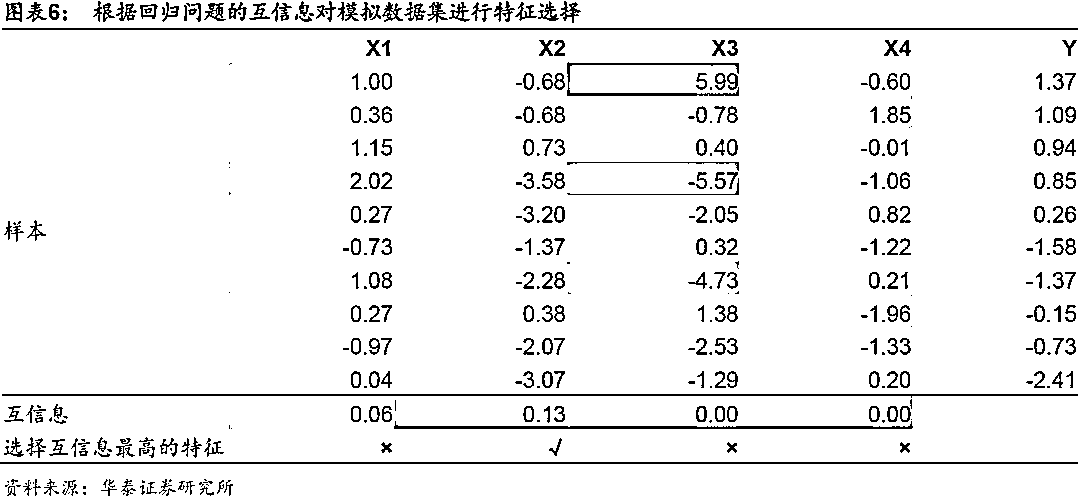 图表6： 根据回归问题的互信息对模拟数据集进行特征选择
X1 X2 X3 X4 Y
1.00 -0.68 5.99 -0.60 1.37
0.36 -0.68 -0.78 1.85 1.09
1.15 0.73 0.40 -0.01 0.94
2.02 -3.58 -5.57 -1.06 0.85
样本 0.27 -3.20 -2.05 0.82 0.26
-0.73 -1.37 0.32 -1.22 -1.58
1.08 -2.28 -4.73 0.21 -1.37
0.27 0.38 1.38 -1.96 -0.15
-0.97 -2.07 -2.53 -1.33 -0.73
0.04 -3.07 -1.29 0.20 -2.41
互信息 0.06 0.13 0.00 0.00
选择互信息最高的特征 × √ × ×
资料来源：华泰证券研究所